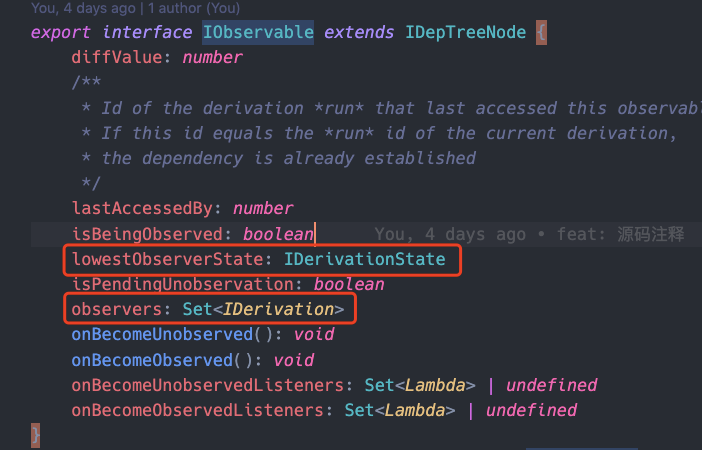 You, 4 days ago | 1 author (You)
export interface IObservable extends IDepTreeNode {
diffValue: number
/**
* Id of the derivation *run* that last accessed this observabl
* If this id equals the *run* id of the current derivation,
* the dependency is already established
*/
lastAccessedBy: number
isBeingObserved: boolean You, 4 days ago • feat: 源码注释
lowestObserverState: IDerivationState
isPendingUnobservation: boolean
observers: Set<IDerivation>
onBecomeUnobserved(): void
onBecomeObserved(): void
onBecomeUnobservedListeners: Set<Lambda> | undefined
onBecomeObservedListeners: Set<Lambda> | undefined
}